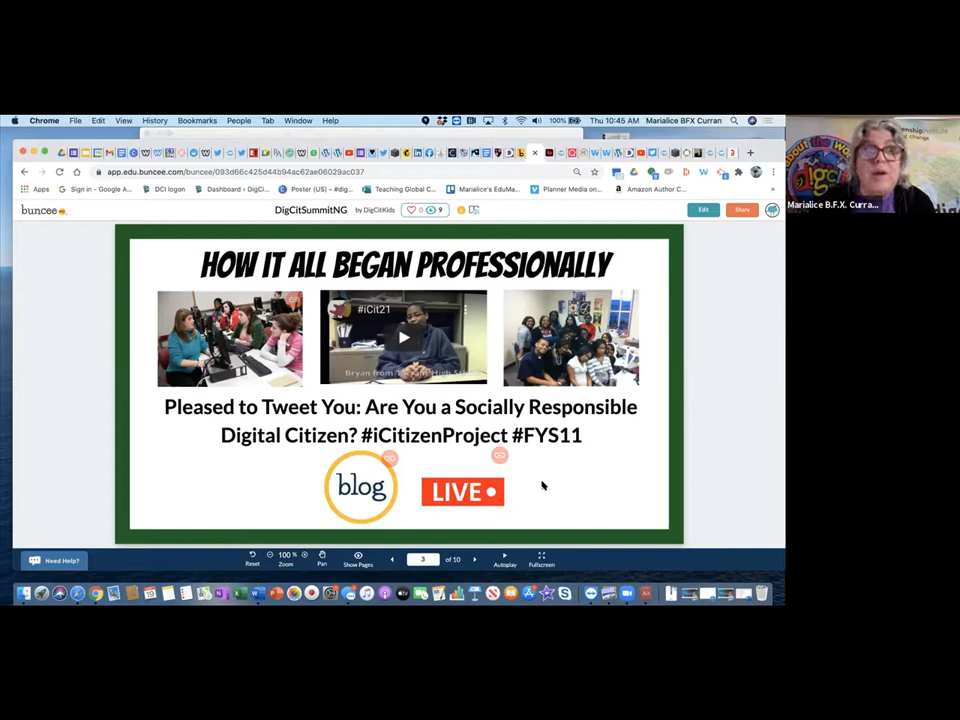 Chrome File Edit View History Bookmarks People Tab Window Help
100% Thu 10:45 AM Marialice BFX Curran
app.edu.buncee.com/buncee/093d66c425d44b94ac62ae06029ac037
Apps Sign in - Google A... DCI logon Dashboard ‹ DigCi... Poster (US) – #dig... Teaching Global C... Marialice's EduMa... Planner Media on... Amazon Author C...
buncee
DigCitSummitNG by DigCitKids 0 9
Edit Share
Marialice B.F.X. Curra...
HOW IT ALL BEGAN PROFESSIONALLY
#iCit21
Pleased to Tweet You: Are You a Socially Responsible
Digital Citizen? #iCitizenProject #FYS11
blog
LIVE
Need Help?
100 %
3 of 10
Reset Zoom Pan Show Pages Autoplay Fullscreen